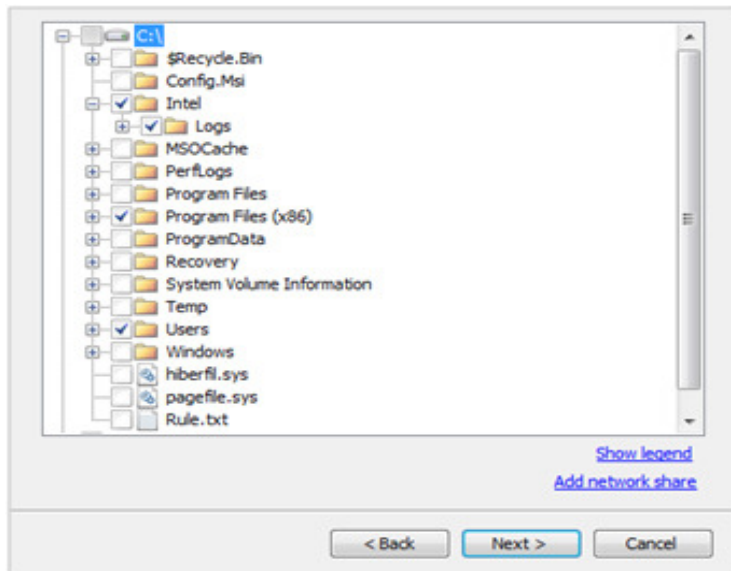 C:\
$Recycle.Bin
Config.Msi
Intel
Logs
MSOCache
PerfLogs
Program Files
Program Files (x86)
ProgramData
Recovery
System Volume Information
Temp
Users
Windows
hiberfil.sys
pagefile.sys
Rule.txt
Show legend
Add network share
< Back Next > Cancel